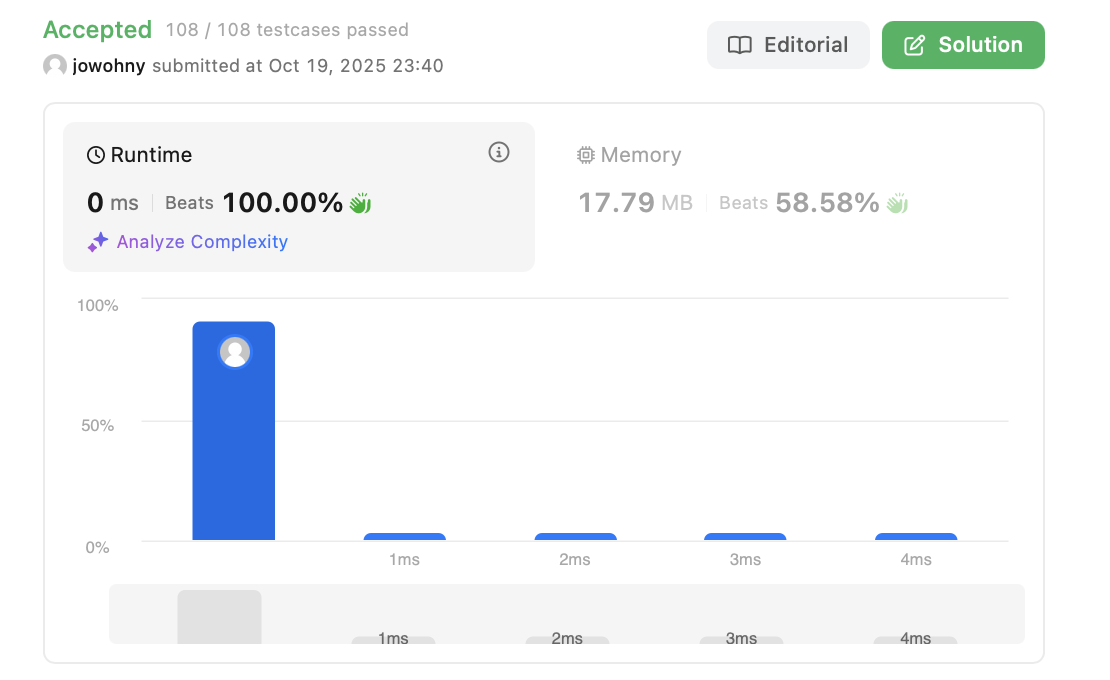 Accepted 108 / 108 testcases passed
jowohny submitted at Oct 19, 2025 23:40
Editorial
Solution
Runtime
0 ms Beats 100.00%
Analyze Complexity
Memory
17.79 MB Beats 58.58%
100%
50%
0%
1ms 2ms 3ms 4ms
1ms 2ms 3ms 4ms